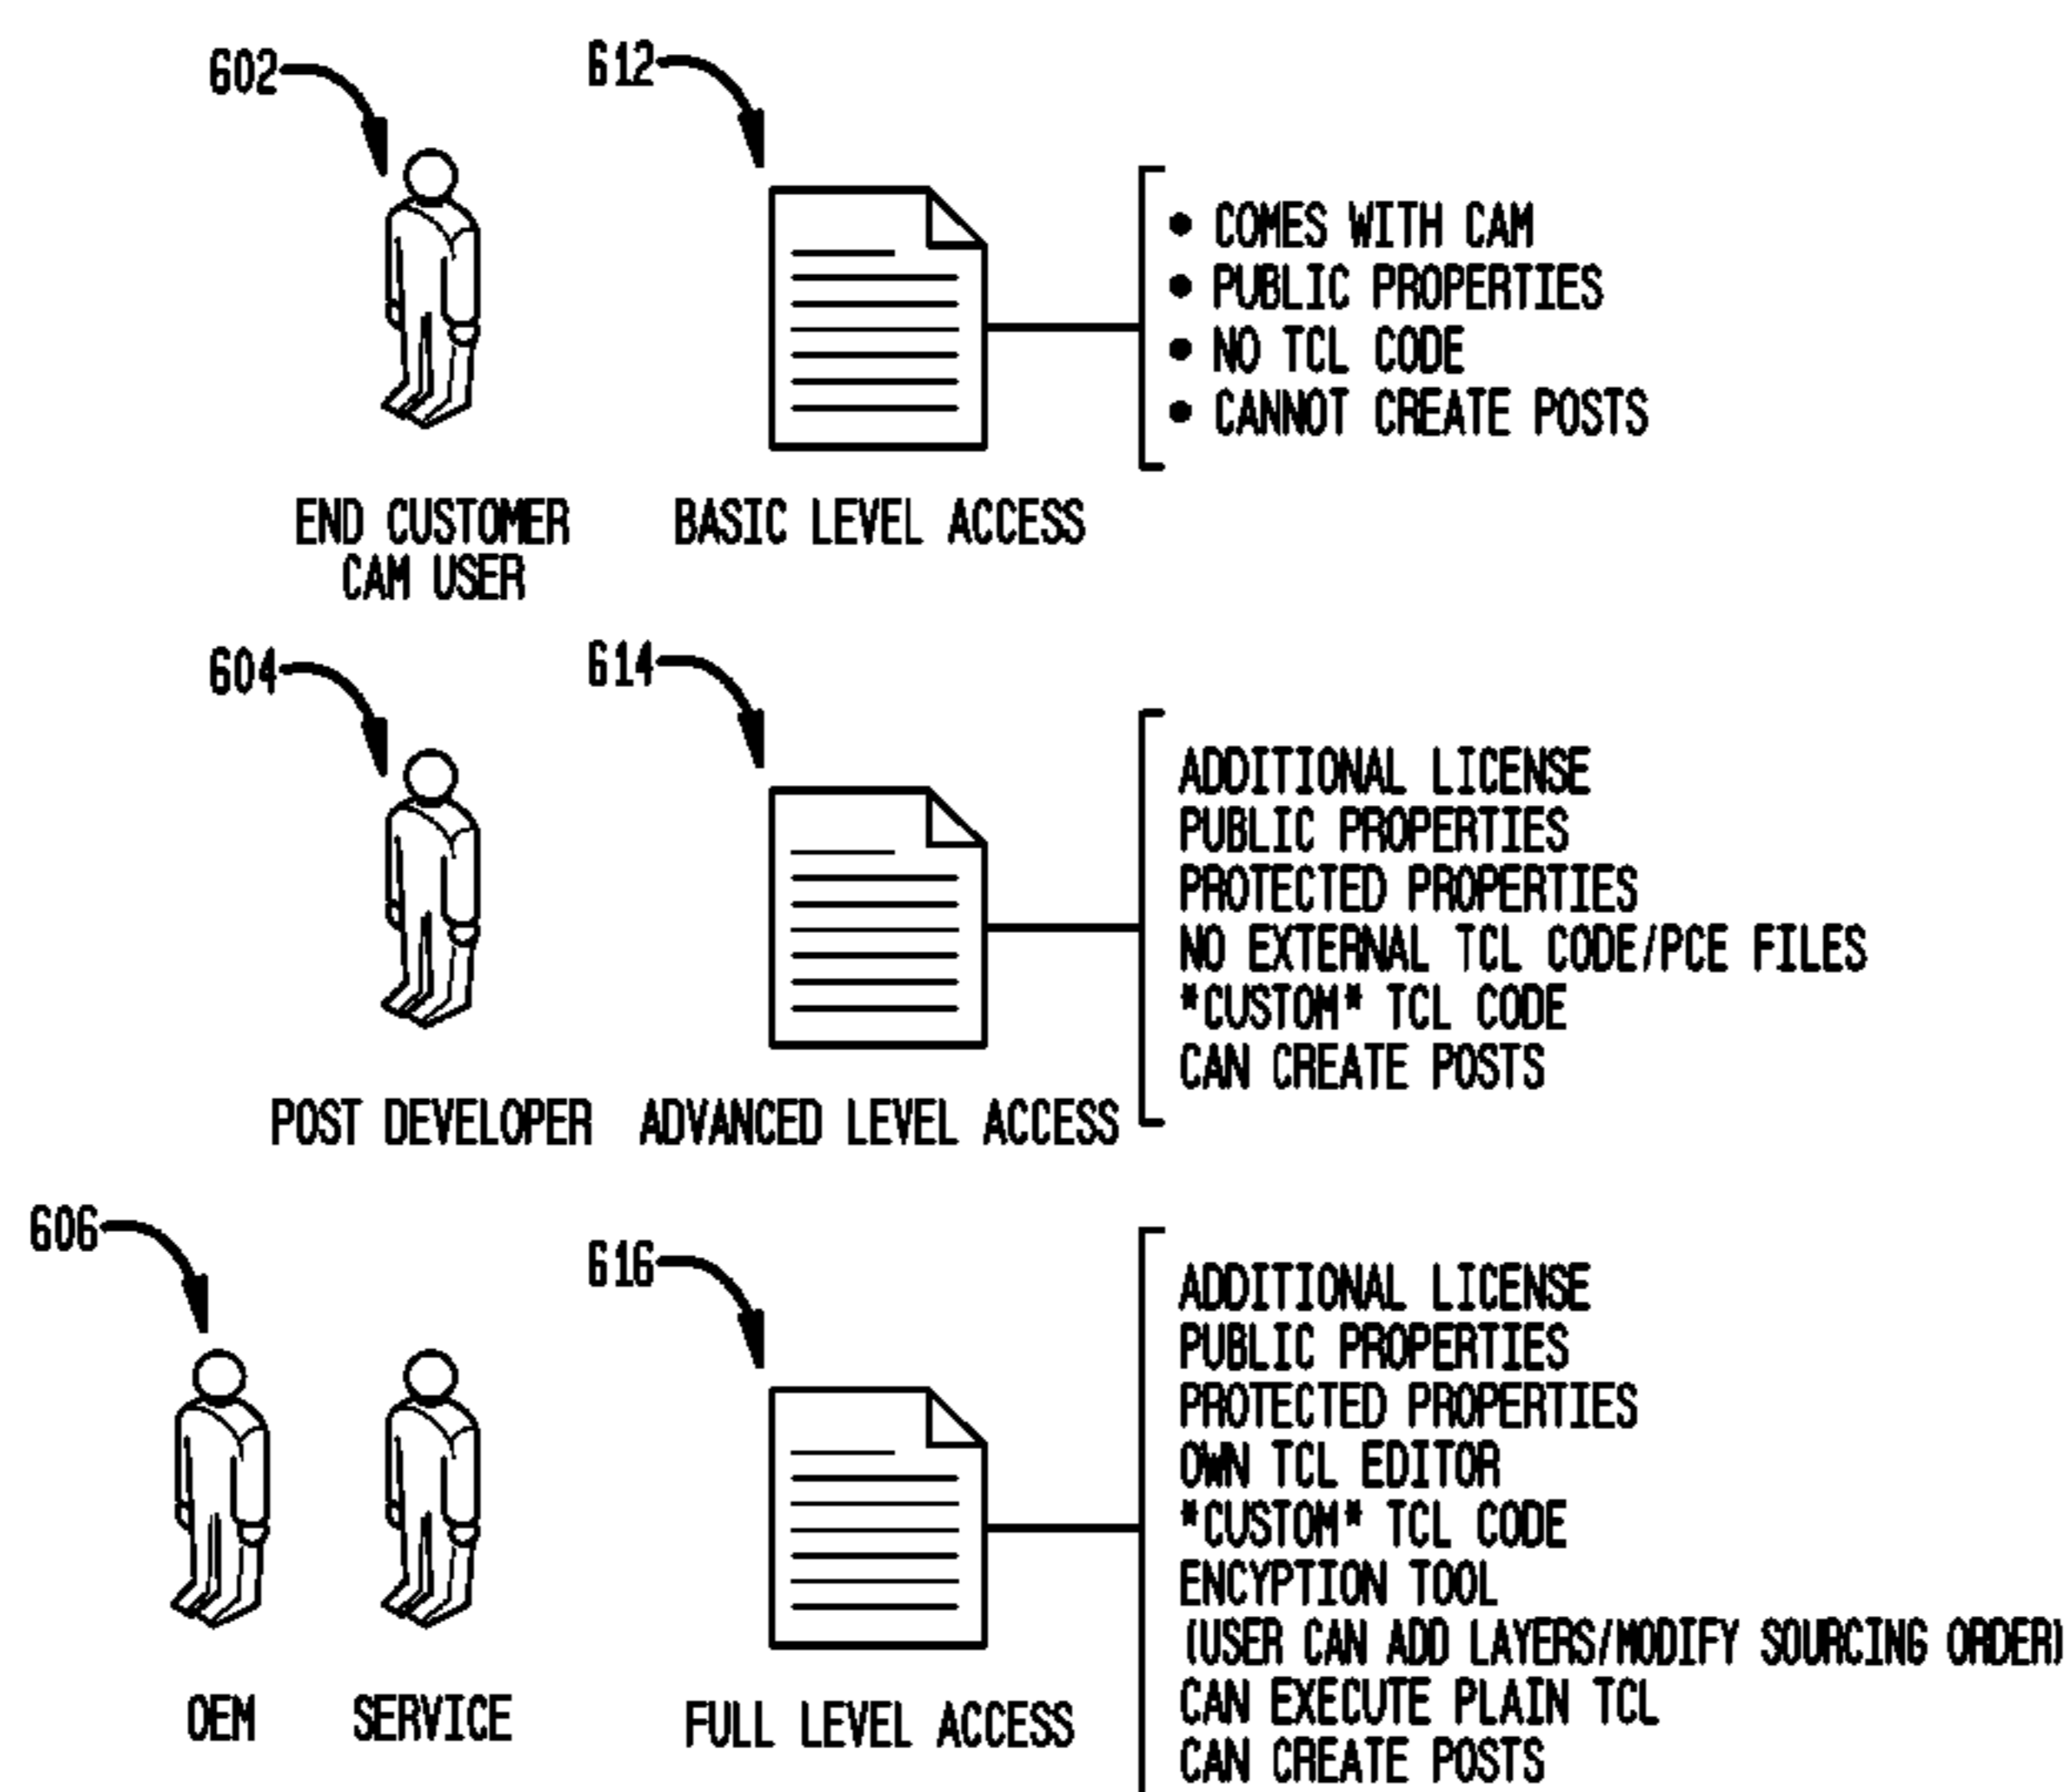 602
612
• COMES WITH CAM
• PUBLIC PROPERTIES
• NO TCL CODE
• CANNOT CREATE POSTS
END CUSTOMER
CAM USER
BASIC LEVEL ACCESS
604
614
ADDITIONAL LICENSE
PUBLIC PROPERTIES
PROTECTED PROPERTIES
NO EXTERNAL TCL CODE/PCE FILES
*CUSTOM* TCL CODE
CAN CREATE POSTS
POST DEVELOPER
ADVANCED LEVEL ACCESS
606
616
ADDITIONAL LICENSE
PUBLIC PROPERTIES
PROTECTED PROPERTIES
OWN TCL EDITOR
*CUSTOM* TCL CODE
ENCYPTION TOOL
(USER CAN ADD LAYERS/MODIFY SOURCING ORDER)
CAN EXECUTE PLAIN TCL
CAN CREATE POSTS
OEM
SERVICE
FULL LEVEL ACCESS